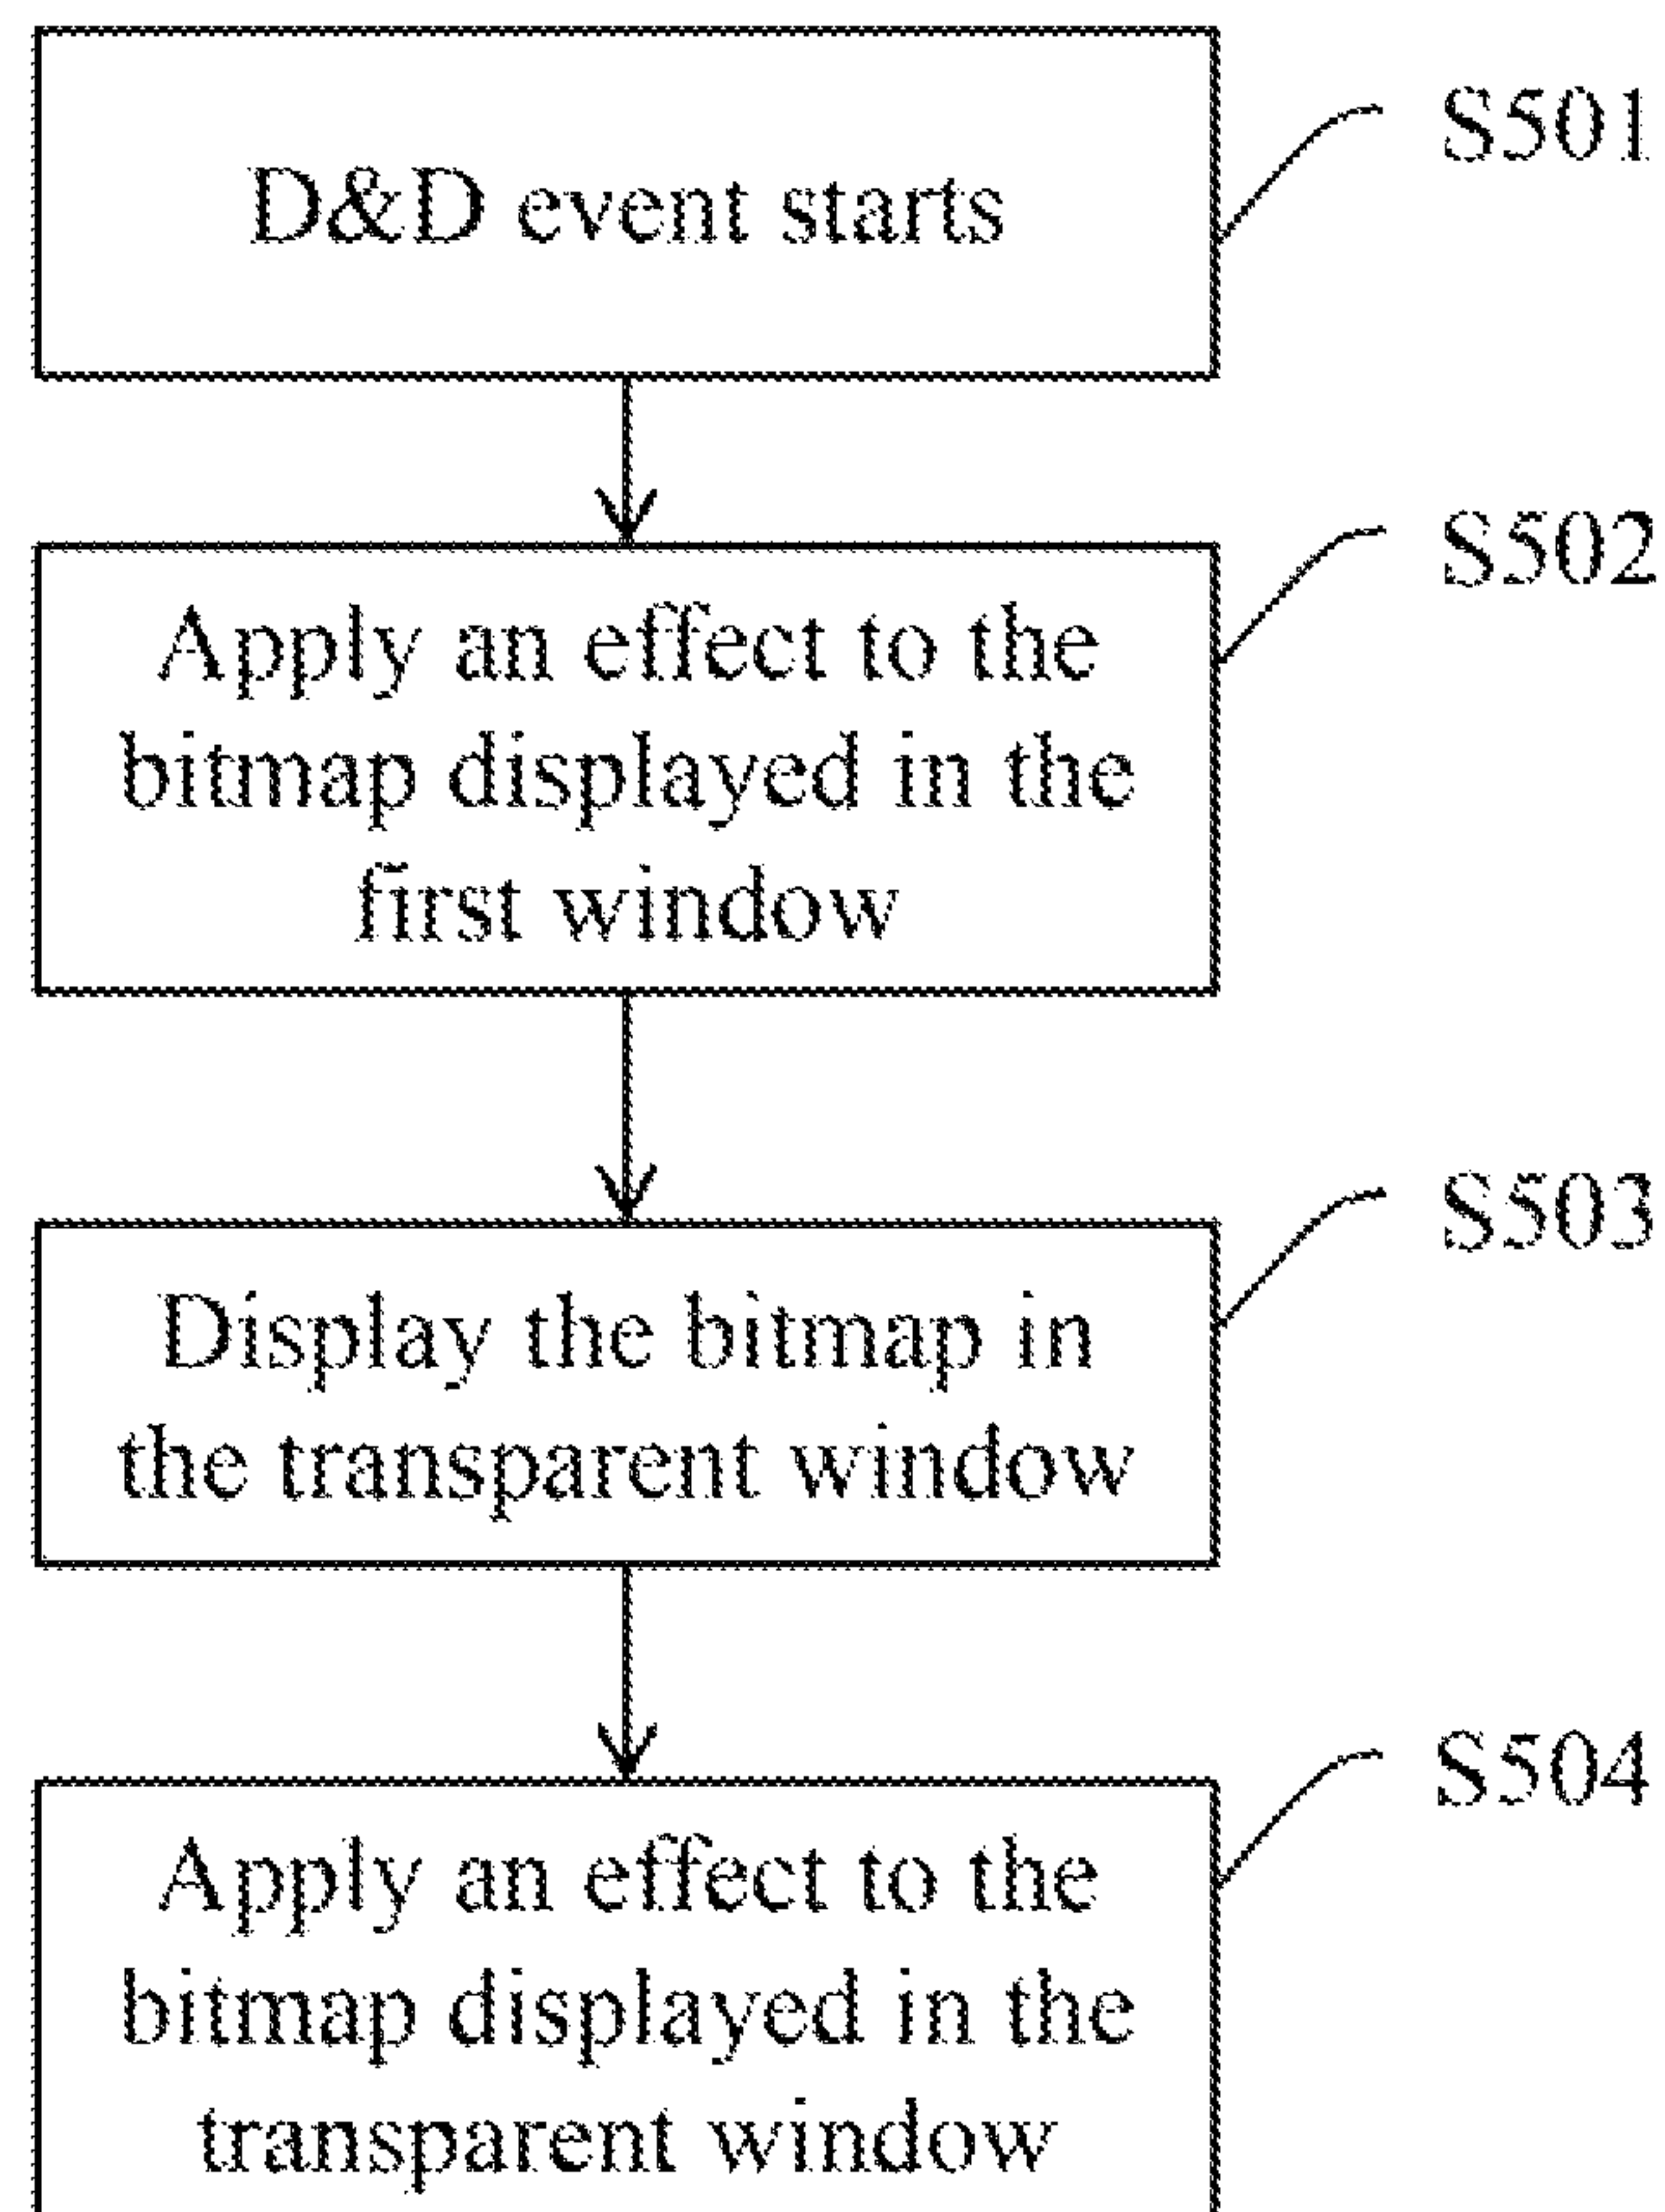 D&D event starts
S501
Apply an effect to the
bitmap displayed in the
first window
S502
Display the bitmap in
the transparent window
S503
Apply an effect to the
bitmap displayed in the
transparent window
S504